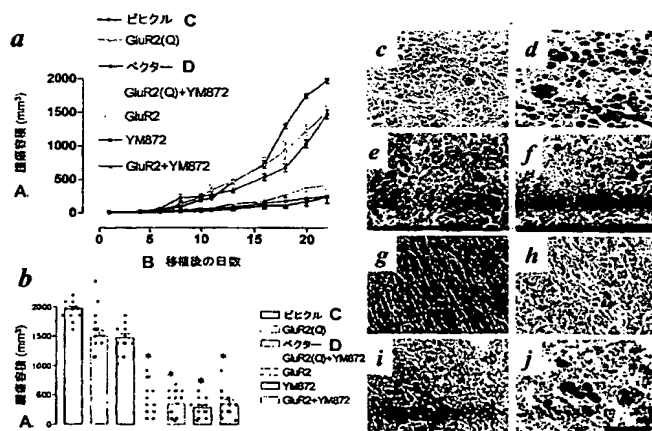 a
ビヒクル C
GluR2(Q)
ベクター D
GluR2(Q)+YM872
GluR2
YM872
GluR2+YM872
2000
1500
1000
500
0
腫瘍容積 (mm³)
A.
0 5 10 15 20
B 移植後の日数
b
2000
1500
1000
500
0
腫瘍容積 (mm³)
A.
* * * *
ビヒクル C
GluR2(Q)
ベクター D
GluR2(Q)+YM872
GluR2
YM872
GluR2+YM872
c
d
e
f
g
h
i
j